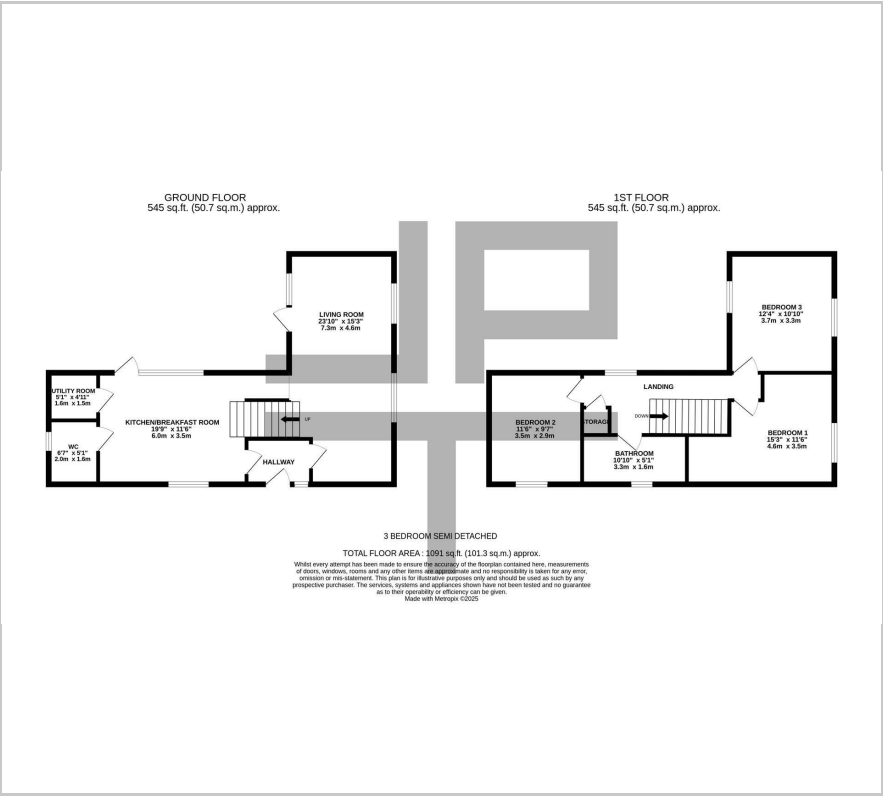 GROUND FLOOR
545 sq.ft. (50.7 sq.m.) approx.
LIVING ROOM
23'10" x 15'3"
7.3m x 4.6m
UTILITY ROOM
5'1" x 4'11"
1.6m x 1.5m
KITCHEN/BREAKFAST ROOM
19'9" x 11'6"
6.0m x 3.5m
WC
6'7" x 5'1"
2.0m x 1.6m
UP
HALLWAY
1ST FLOOR
545 sq.ft. (50.7 sq.m.) approx.
BEDROOM 3
12'4" x 10'10"
3.7m x 3.3m
LANDING
DOWN
STORAGE
BEDROOM 2
11'6" x 9'7"
3.5m x 2.9m
BEDROOM 1
15'3" x 11'6"
4.6m x 3.5m
BATHROOM
10'10" x 5'1"
3.3m x 1.6m
3 BEDROOM SEMI DETACHED
TOTAL FLOOR AREA : 1091 sq.ft. (101.3 sq.m.) approx.
Whilst every attempt has been made to ensure the accuracy of the floorplan contained here, measurements
of doors, windows, rooms and any other items are approximate and no responsibility is taken for any error,
omission or mis-statement. This plan is for illustrative purposes only and should be used as such by any
prospective purchaser. The services, systems and appliances shown have not been tested and no guarantee
as to their operability or efficiency can be given.
Made with Metropix ©2025